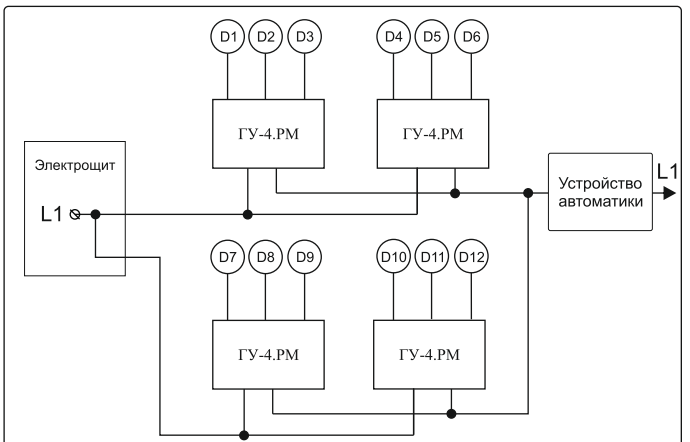 D1 D2 D3 D4 D5 D6
ГУ-4.РМ ГУ-4.РМ
Электрощит
L1
Устройство
автоматики
L1
D7 D8 D9 D10 D11 D12
ГУ-4.РМ ГУ-4.РМ